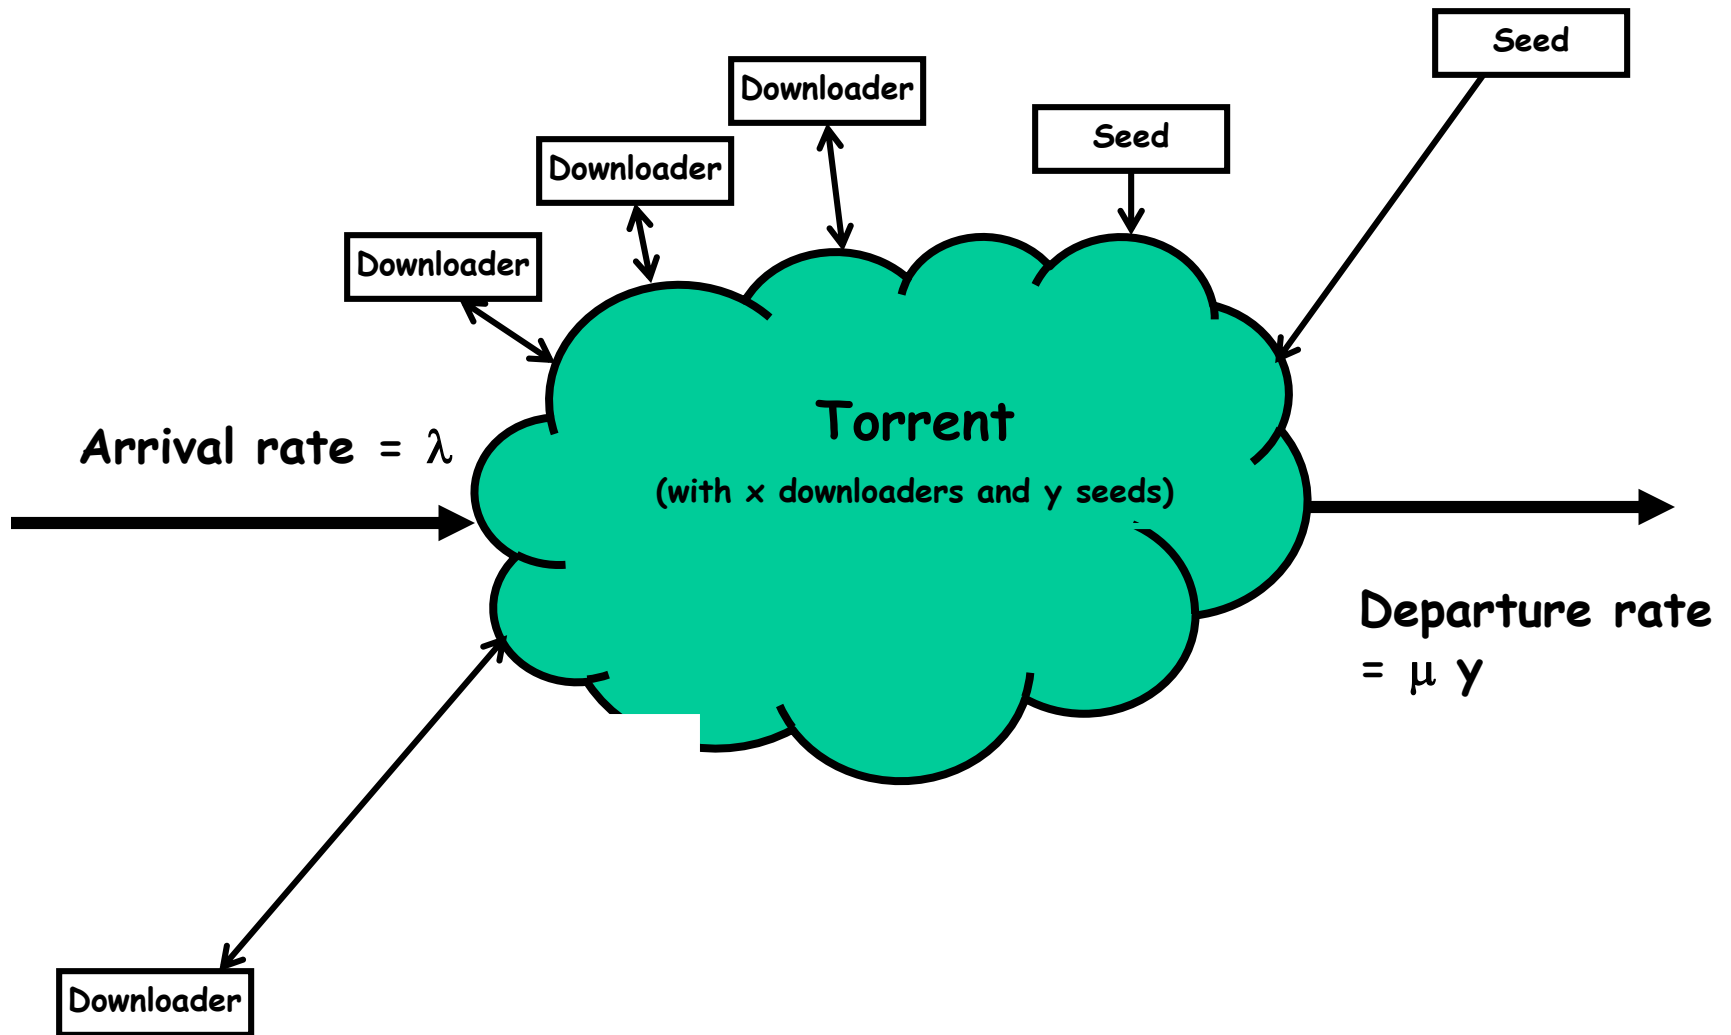 Seed
Downloader
Seed
Downloader
Downloader
Torrent
Arrival rate = λ
(with x downloaders and y seeds)
Departure rate
= μ y
Downloader